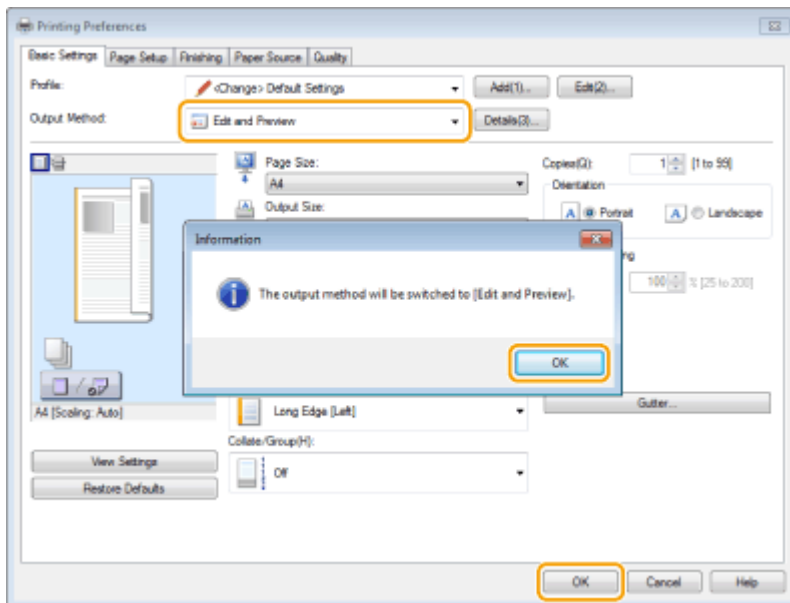 Printing Preferences
Basic Settings Page Setup Finishing Paper Source Quality
Profile: <Change> Default Settings Add(1)... Edit(2)...
Output Method: Edit and Preview Details(3)...
Page Size: Copies(Q): 1 [1 to 99]
A4 Orientation
Output Size: A Portrait A Landscape
Information
ng
100 % [25 to 200]
The output method will be switched to [Edit and Preview].
OK
A4 [Scaling: Auto] Long Edge [Left] Gutter...
Collate/Group(H):
View Settings Off
Restore Defaults
OK Cancel Help